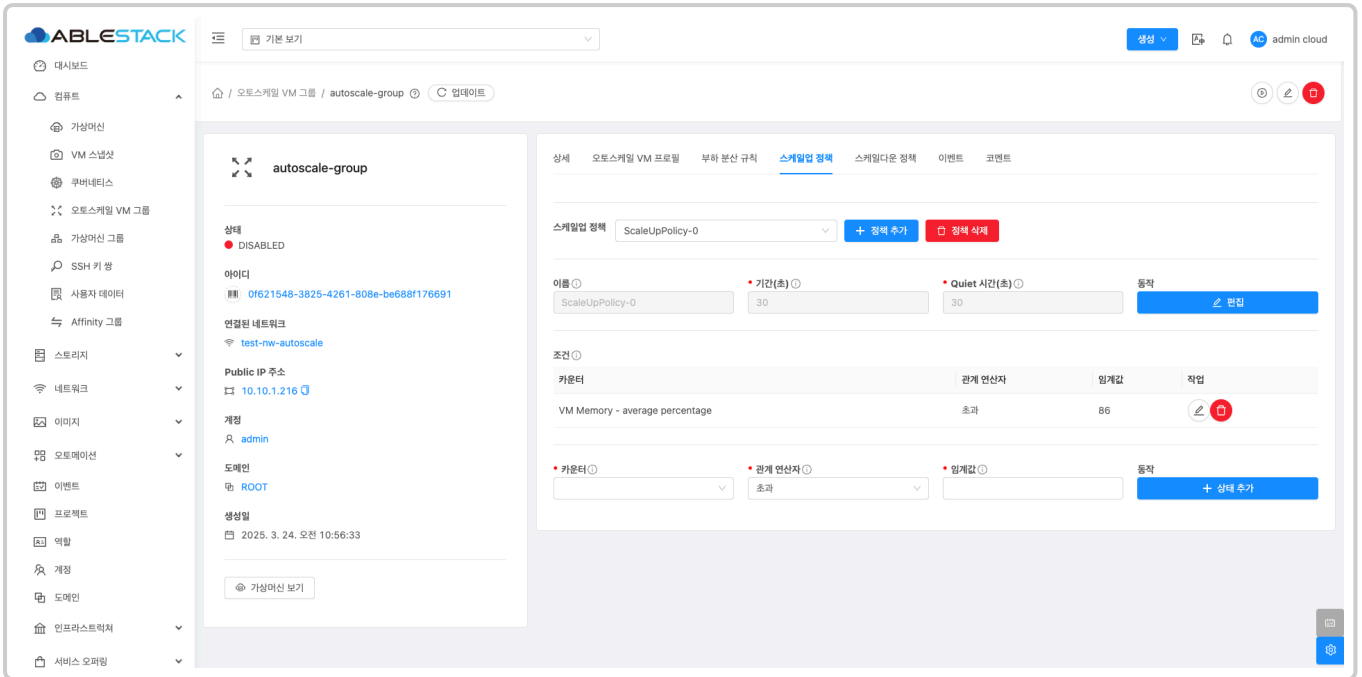 ABLESTACK
기본 보기
생성
admin cloud
AC
대시보드
컴퓨트
가상머신
VM 스냅샷
쿠버네티스
오토스케일 VM 그룹
가상머신 그룹
SSH 키 쌍
사용자 데이터
Affinity 그룹
스토리지
네트워크
이미지
오토메이션
이벤트
프로젝트
역할
계정
도메인
인프라스트럭쳐
서비스 오퍼링
/ 오토스케일 VM 그룹 / autoscale-group
업데이트
autoscale-group
상태
DISABLED
아이디
0f621548-3825-4261-808e-be688f176691
연결된 네트워크
test-nw-autoscale
Public IP 주소
10.10.1.216
계정
admin
도메인
ROOT
생성일
2025. 3. 24. 오전 10:56:33
가상머신 보기
상세 오토스케일 VM 프로필 부하 분산 규칙 스케일업 정책 스케일다운 정책 이벤트 코멘트
스케일업 정책 ScaleUpPolicy-0 + 정책 추가 정책 삭제
이름 * 기간(초) * Quiet 시간(초) 동작
ScaleUpPolicy-0 30 30 편집
조건
카운터 관계 연산자 임계값 작업
VM Memory - average percentage 초과 86
* 카운터 * 관계 연산자 * 임계값 동작
초과 + 상태 추가